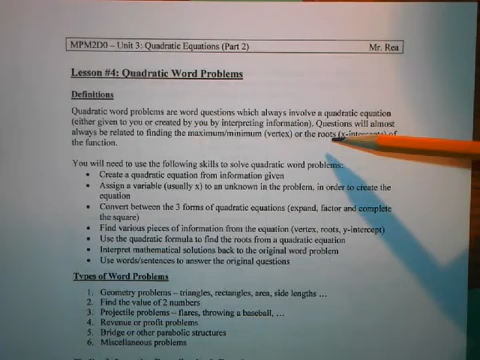 MPM2D0 – Unit 3: Quadratic Equations (Part 2) Mr. Rea
Lesson #4: Quadratic Word Problems
Definitions
Quadratic word problems are word questions which always involve a quadratic equation
(either given to you or created by you by interpreting information). Questions will almost
always be related to finding the maximum/minimum (vertex) or the roots (x-intercepts) of
the function.
You will need to use the following skills to solve quadratic word problems:
• Create a quadratic equation from information given
• Assign a variable (usually x) to an unknown in the problem, in order to create the
equation
• Convert between the 3 forms of quadratic equations (expand, factor and complete
the square)
• Find various pieces of information from the equation (vertex, roots, y-intercept)
• Use the quadratic formula to find the roots from a quadratic equation
• Interpret mathematical solutions back to the original word problem
• Use words/sentences to answer the original questions
Types of Word Problems
1. Geometry problems – triangles, rectangles, area, side lengths ...
2. Find the value of 2 numbers
3. Projectile problems – flares, throwing a baseball, ...
4. Revenue or profit problems
5. Bridge or other parabolic structures
6. Miscellaneous problems